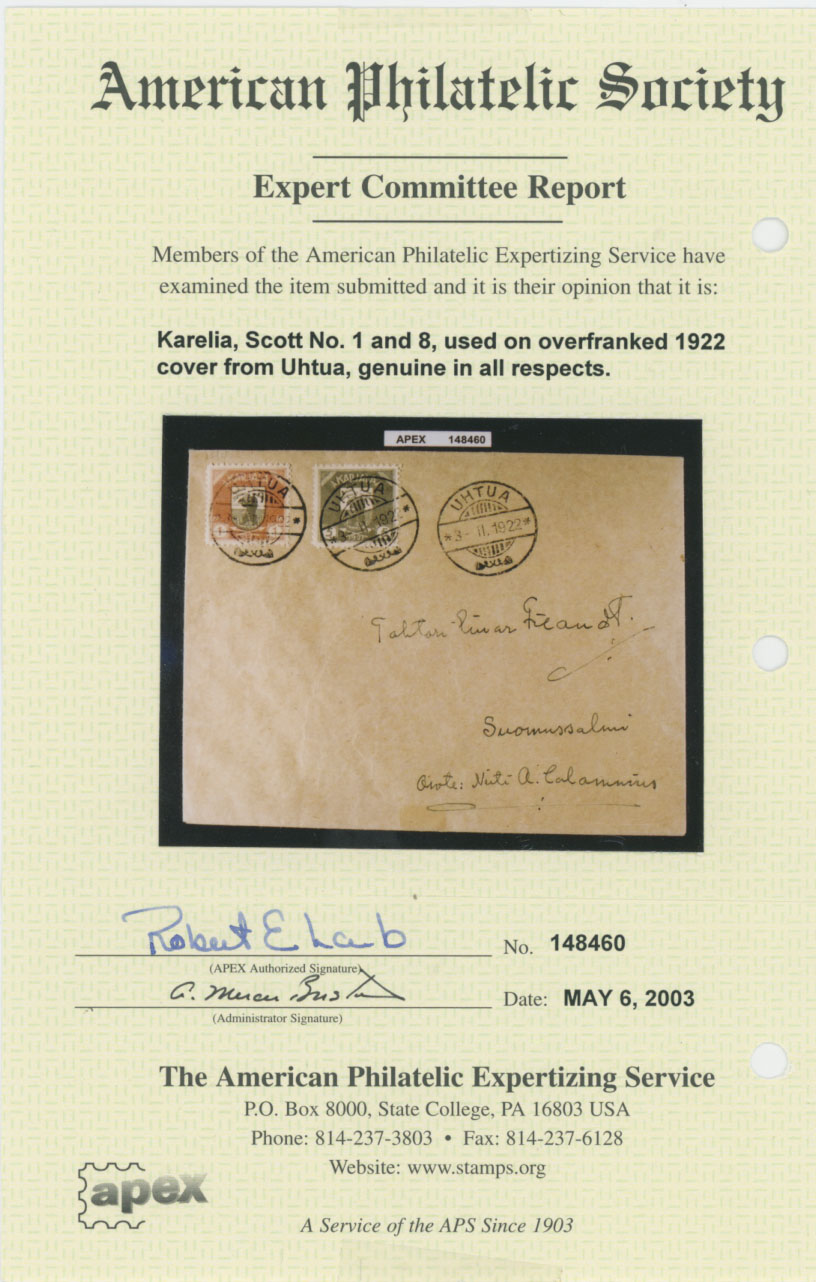 American Philatelic Society
Expert Committee Report
Members of the American Philatelic Expertizing Service have
examined the item submitted and it is their opinion that it is:
Karelia, Scott No. 1 and 8, used on overfranked 1922
cover from Uhtua, genuine in all respects.
APEX 148460
UHTUA
UHTUA
1922
UHTUA
*3-II.1922*
Suomussalmi
Osote: Niiti A. Calamnius
Robert E Lamb
No. 148460
(APEX Authorized Signature)
Date: MAY 6, 2003
(Administrator Signature)
The American Philatelic Expertizing Service
P.O. Box 8000, State College, PA 16803 USA
Phone: 814-237-3803 • Fax: 814-237-6128
Website: www.stamps.org
apex
A Service of the APS Since 1903